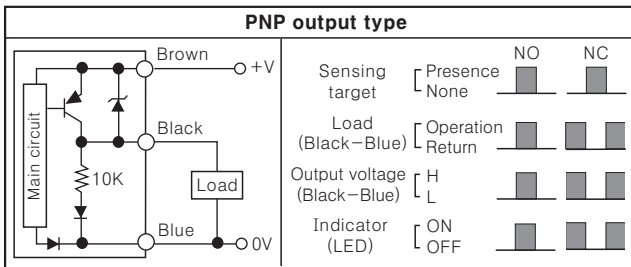 PNP output type
Brown
+V
Main circuit
Black
10K
Load
Blue
0V
NO NC
Sensing target Presence None
Load (Black-Blue) Operation Return
Output voltage (Black-Blue) H L
Indicator (LED) ON OFF